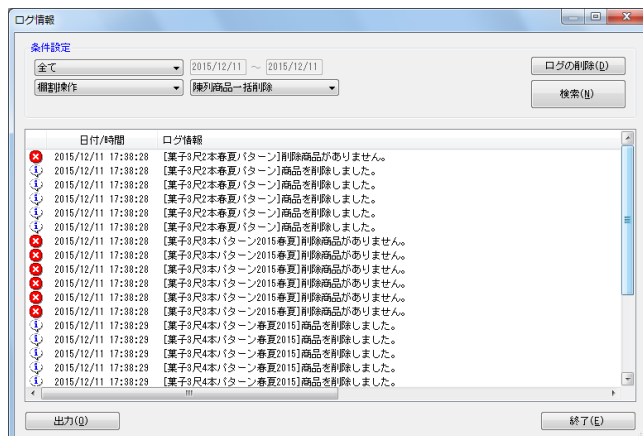 ログ情報
条件設定
全て 2015/12/11 ～ 2015/12/11 ログの削除(D)
棚割操作 陳列商品一括削除 検索(N)
日付/時間 ログ情報
2015/12/11 17:38:28 [菓子3尺2本春夏パターン]削除商品がありません。
2015/12/11 17:38:28 [菓子3尺2本春夏パターン]商品を削除しました。
2015/12/11 17:38:28 [菓子3尺2本春夏パターン]商品を削除しました。
2015/12/11 17:38:28 [菓子3尺2本春夏パターン]商品を削除しました。
2015/12/11 17:38:28 [菓子3尺2本春夏パターン]商品を削除しました。
2015/12/11 17:38:28 [菓子3尺2本春夏パターン]商品を削除しました。
2015/12/11 17:38:28 [菓子3尺3本パターン2015春夏]削除商品がありません。
2015/12/11 17:38:28 [菓子3尺3本パターン2015春夏]削除商品がありません。
2015/12/11 17:38:28 [菓子3尺3本パターン2015春夏]削除商品がありません。
2015/12/11 17:38:28 [菓子3尺3本パターン2015春夏]削除商品がありません。
2015/12/11 17:38:28 [菓子3尺3本パターン2015春夏]削除商品がありません。
2015/12/11 17:38:28 [菓子3尺3本パターン2015春夏]削除商品がありません。
2015/12/11 17:38:29 [菓子3尺4本パターン春夏2015]商品を削除しました。
2015/12/11 17:38:29 [菓子3尺4本パターン春夏2015]商品を削除しました。
2015/12/11 17:38:29 [菓子3尺4本パターン春夏2015]商品を削除しました。
2015/12/11 17:38:29 [菓子3尺4本パターン春夏2015]商品を削除しました。
2015/12/11 17:38:29 [菓子3尺4本パターン春夏2015]商品を削除しました。
出力(O) 終了(E)